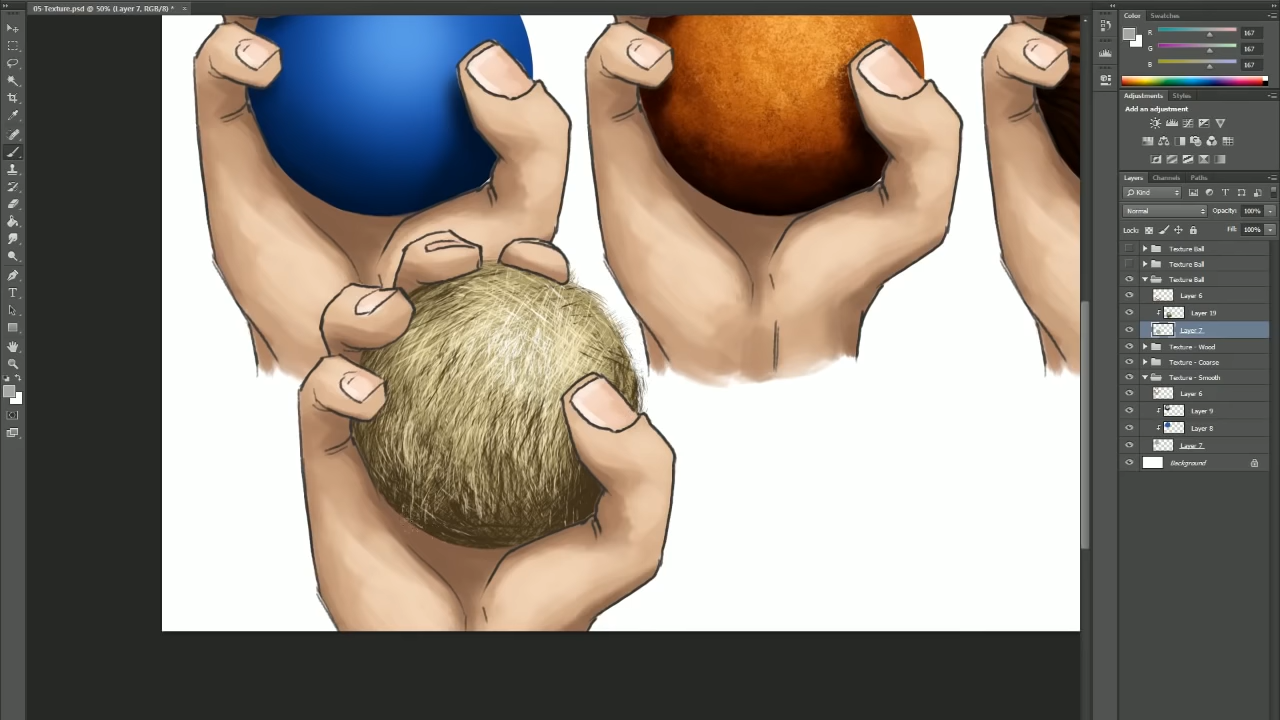 05-Texture.psd @ 50% (Layer 7, RGB/8) *
Color Swatches
R 167
G 167
B 167
Adjustments Styles
Add an adjustment
Layers Channels Paths
Kind
Normal Opacity: 100%
Lock: Fill: 100%
Texture Ball
Texture Ball
Texture Ball
Layer 6
Layer 19
Layer 7
Texture - Wood
Texture - Coarse
Texture - Smooth
Layer 6
Layer 9
Layer 8
Layer 7
Background